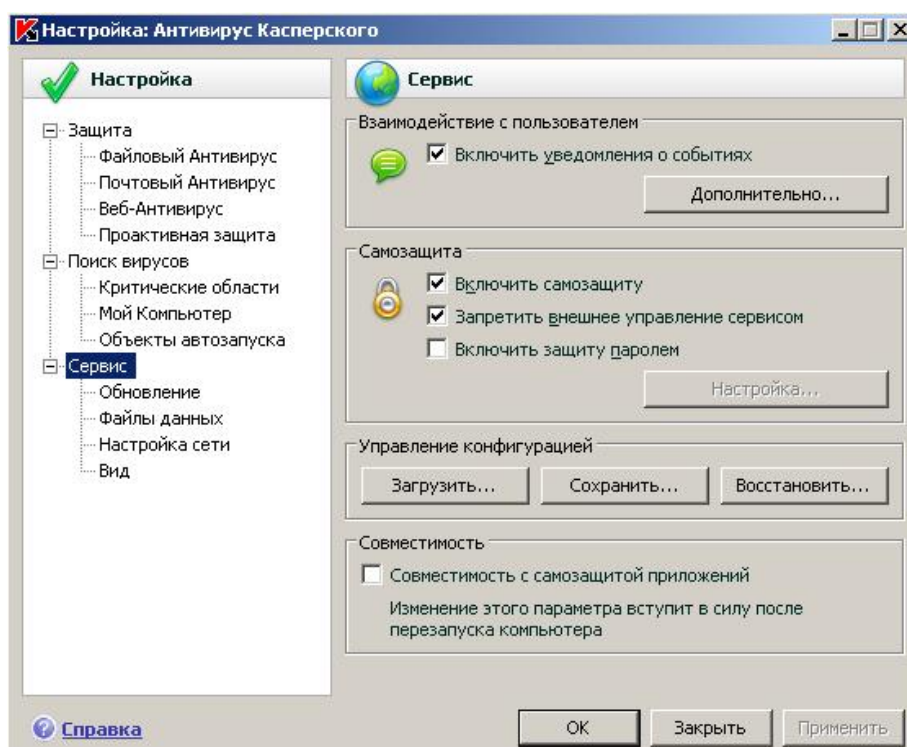 Настройка: Антивирус Касперского
Настройка
Защита
Файловый Антивирус
Почтовый Антивирус
Веб-Антивирус
Проактивная защита
Поиск вирусов
Критические области
Мой Компьютер
Объекты автозапуска
Сервис
Обновление
Файлы данных
Настройка сети
Вид
Справка
Сервис
Взаимодействие с пользователем
Включить уведомления о событиях
Дополнительно...
Самозащита
Включить самозащиту
Запретить внешнее управление сервисом
Включить защиту паролем
Настройка...
Управление конфигурацией
Загрузить... Сохранить... Восстановить...
Совместимость
Совместимость с самозащитой приложений
Изменение этого параметра вступит в силу после
перезапуска компьютера
ОК Закрыть Применить